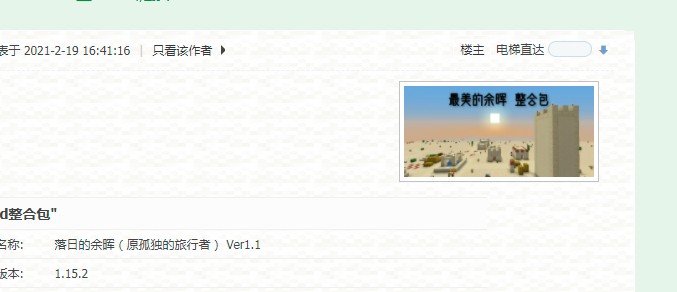 表于 2021-2-19 16:41:16 | 只看该作者
楼主 电梯直达
最美的余晖 整合包
d整合包"
名称: 落日的余晖（原孤独的旅行者） Ver1.1
版本: 1.15.2